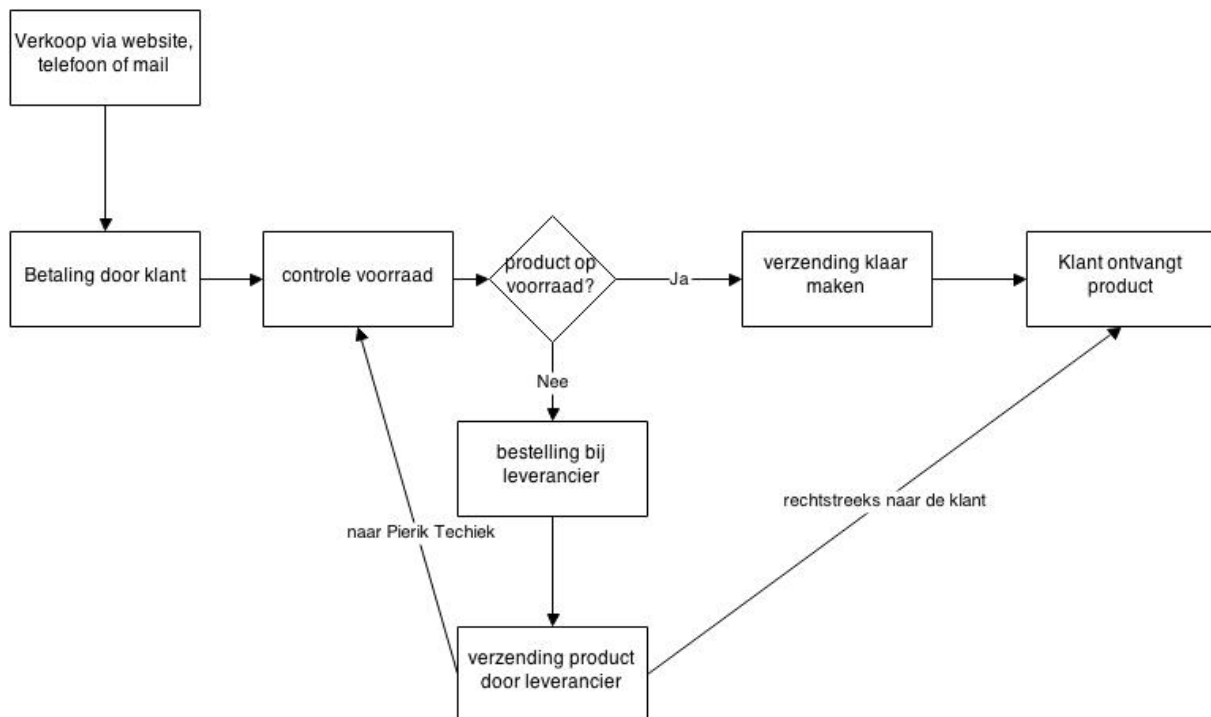 Verkoop via website,
telefoon of mail
Betaling door klant
controle voorraad
product op
voorraad?
Ja
verzending klaar
maken
Klant ontvangt
product
Nee
bestelling bij
leverancier
rechtstreeks naar de klant
naar Pierik Techiek
verzending product
door leverancier